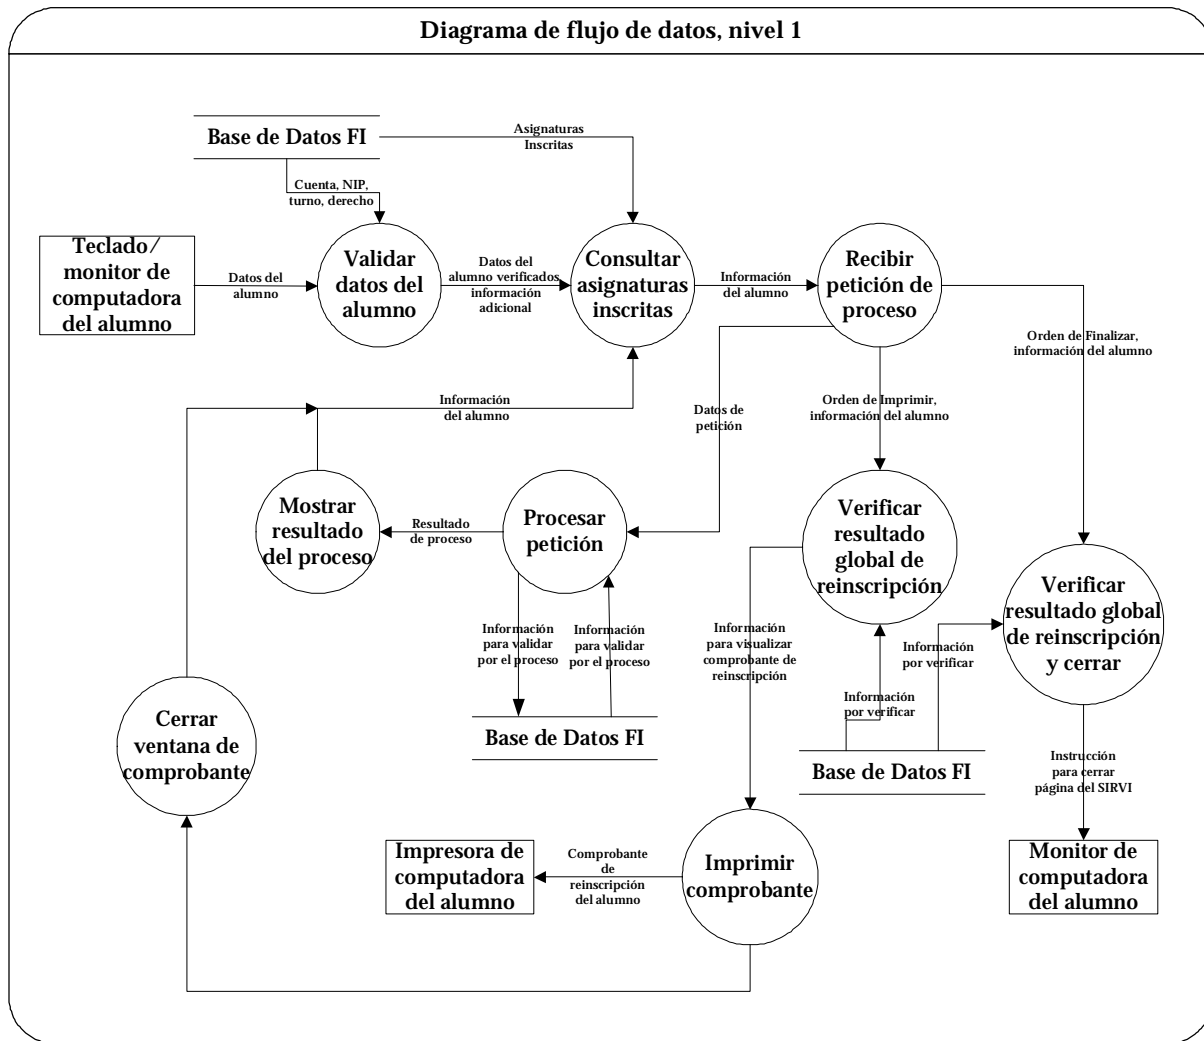 Diagrama de flujo de datos, nivel 1
Base de Datos FI
Asignaturas
Inscritas
Cuenta, NIP,
turno, derecho
Teclado/
monitor de
computadora
del alumno
Datos del
alumno
Validar
datos del
alumno
Datos del
alumno verificados,
información
adicional
Consultar
asignaturas
inscritas
Información
del alumno
Recibir
petición de
proceso
Orden de Finalizar,
información del alumno
Información
del alumno
Datos de
petición
Orden de Imprimir,
información del alumno
Mostrar
resultado
del proceso
Resultado
de proceso
Procesar
petición
Verificar
resultado
global de
reinscripción
Verificar
resultado global
de reinscripción
y cerrar
Información
para validar
por el proceso
Información
para validar
por el proceso
Información
para visualizar
comprobante de
reinscripción
Información
por verificar
Información
por verificar
Cerrar
ventana de
comprobante
Base de Datos FI
Base de Datos FI
Instrucción
para cerrar
página del SIRVI
Impresora de
computadora
del alumno
Comprobante
de
reinscripción
del alumno
Imprimir
comprobante
Monitor de
computadora
del alumno